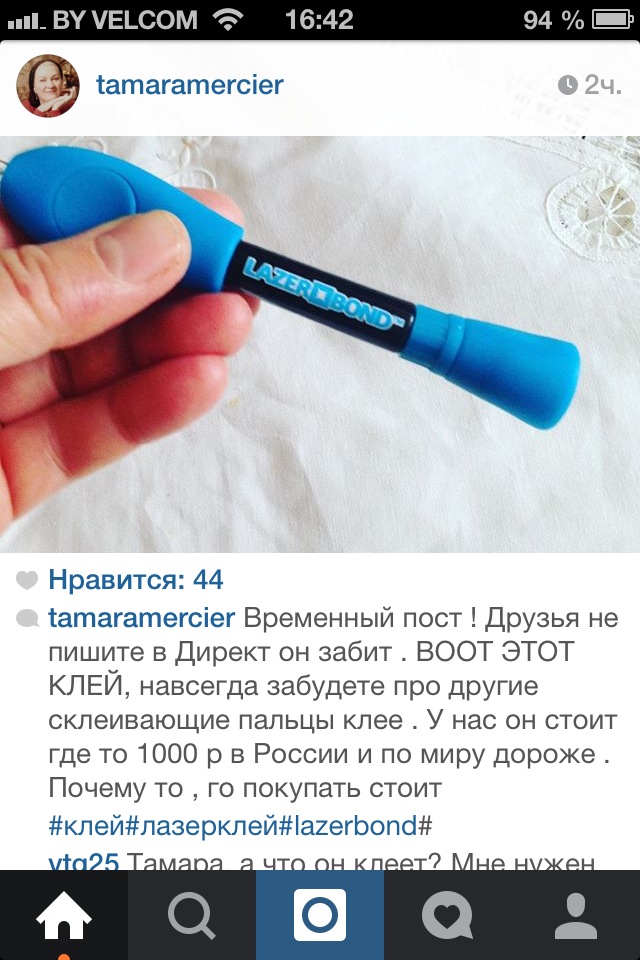 BY VELCOM 16:42 94 %
tamaramercier 2ч.
LAZERBOND™
Нравится: 44
tamaramercier Временный пост ! Друзья не
пишите в Директ он забит . ВООТ ЭТОТ
КЛЕЙ, навсегда забудете про другие
склеивающие пальцы клее . У нас он стоит
где то 1000 р в России и по миру дороже .
Почему то , го покупать стоит
#клей#лазерклей#lazerbond#
vtg25 Тамара, а что он клеет? Мне нужен